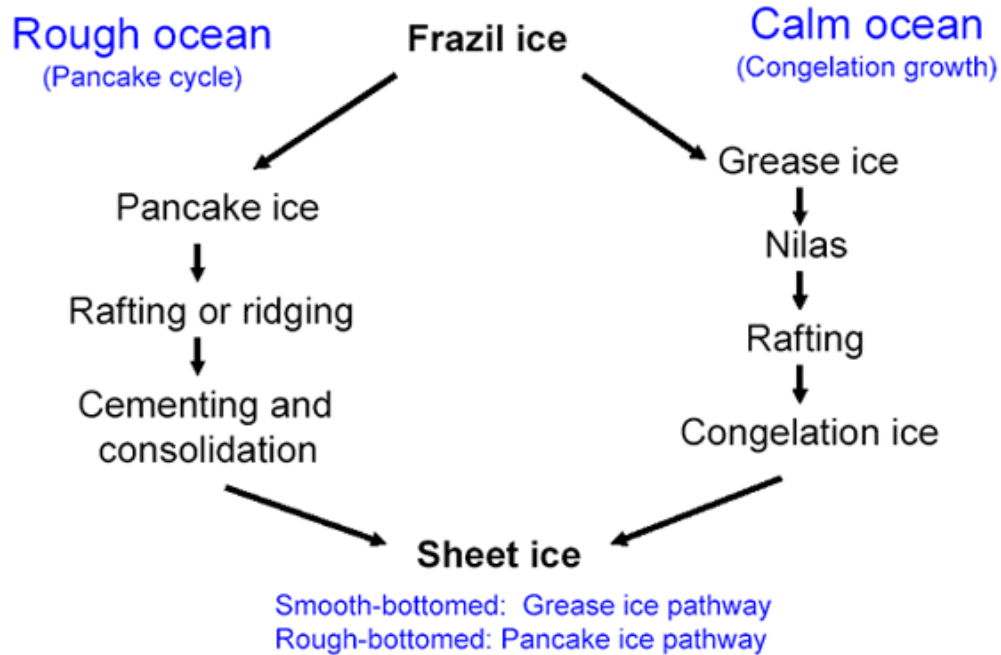 Rough ocean
(Pancake cycle)
Frazil ice
Calm ocean
(Congelation growth)
Pancake ice
Rafting or ridging
Cementing and
consolidation
Grease ice
Nilas
Rafting
Congelation ice
Sheet ice
Smooth-bottomed: Grease ice pathway
Rough-bottomed: Pancake ice pathway